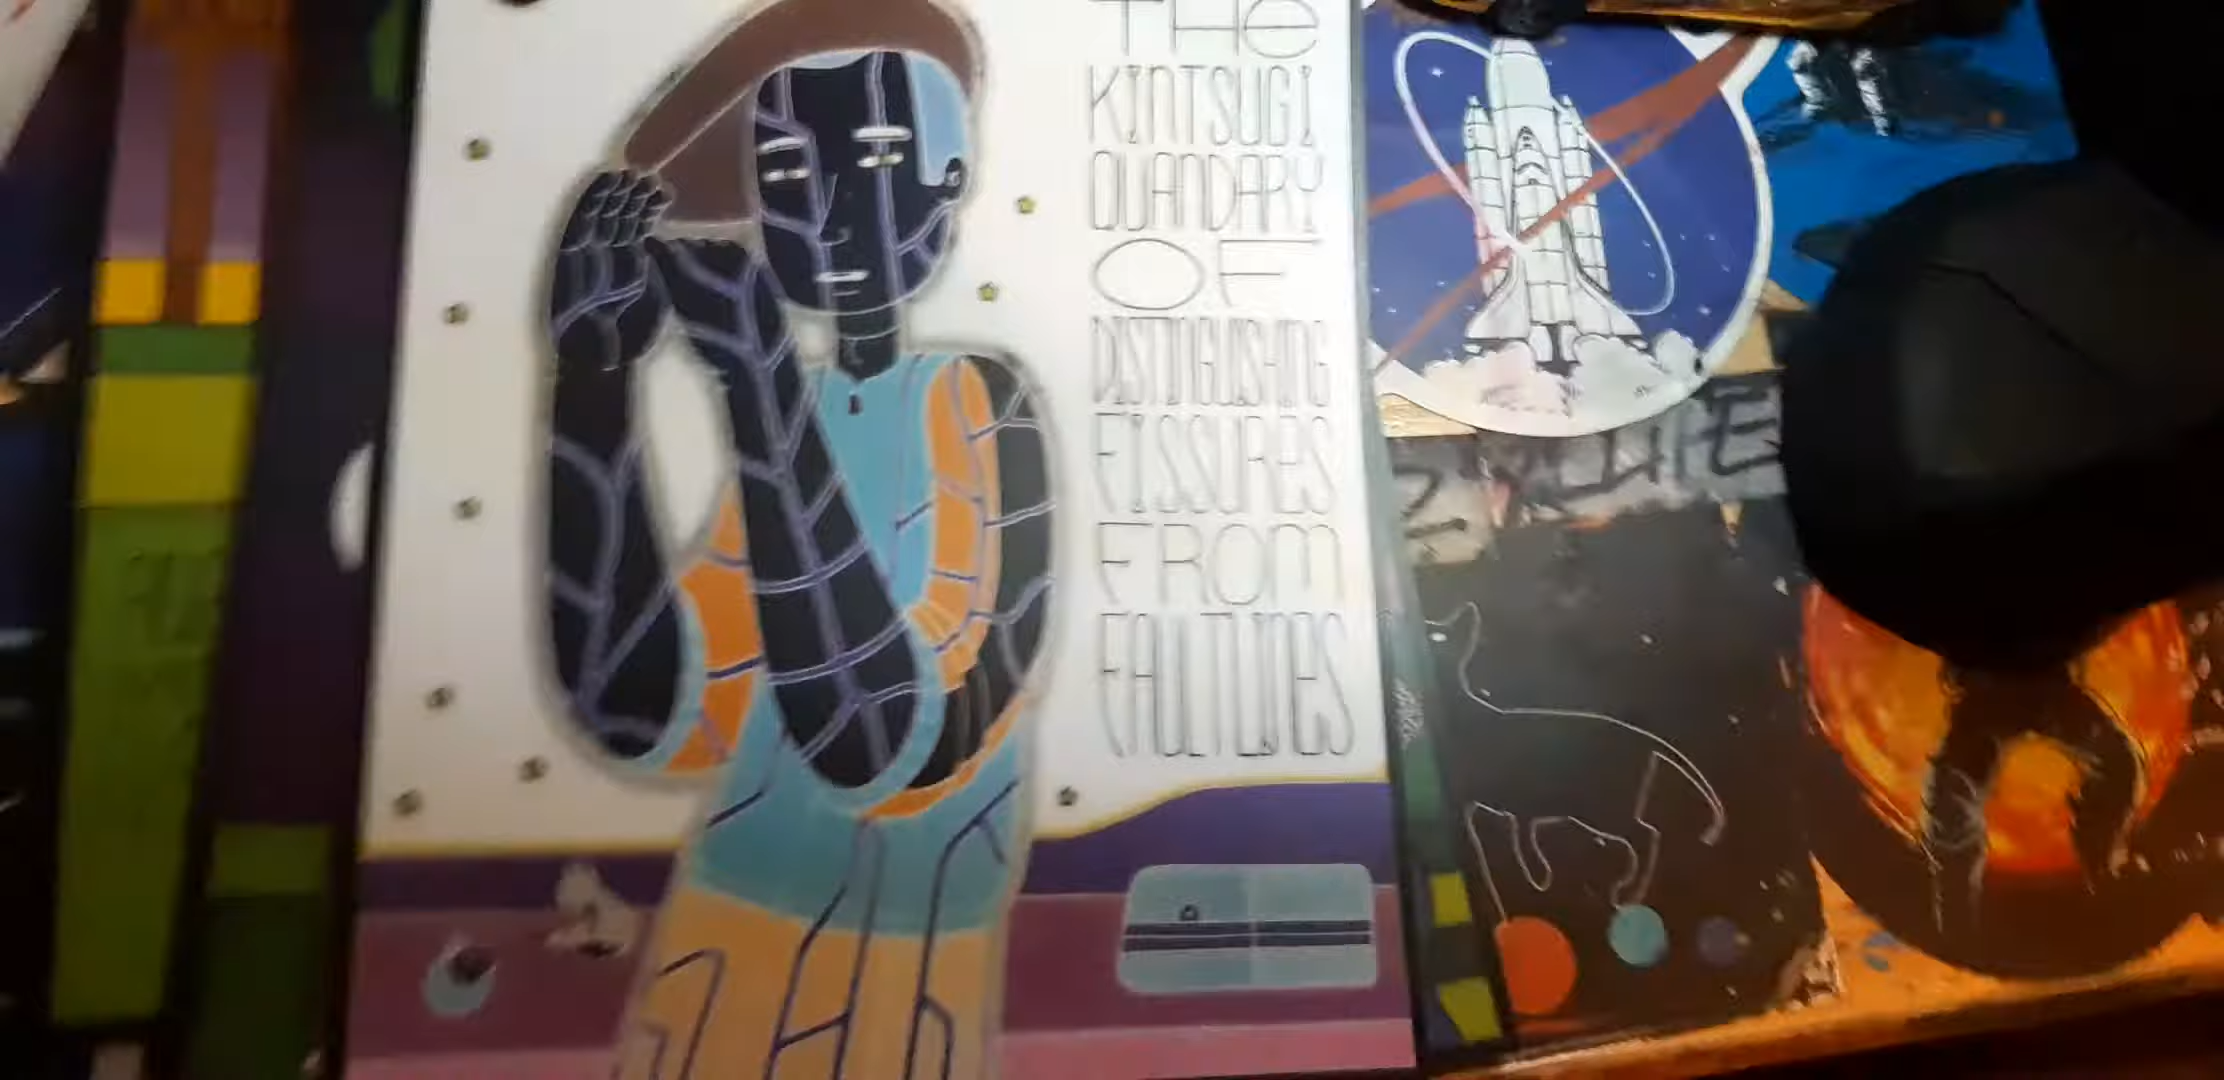 THE
KINTSUGI
QUANDARY
OF
DISTINGUISHING
FISSURES
FROM
FAULTLINES